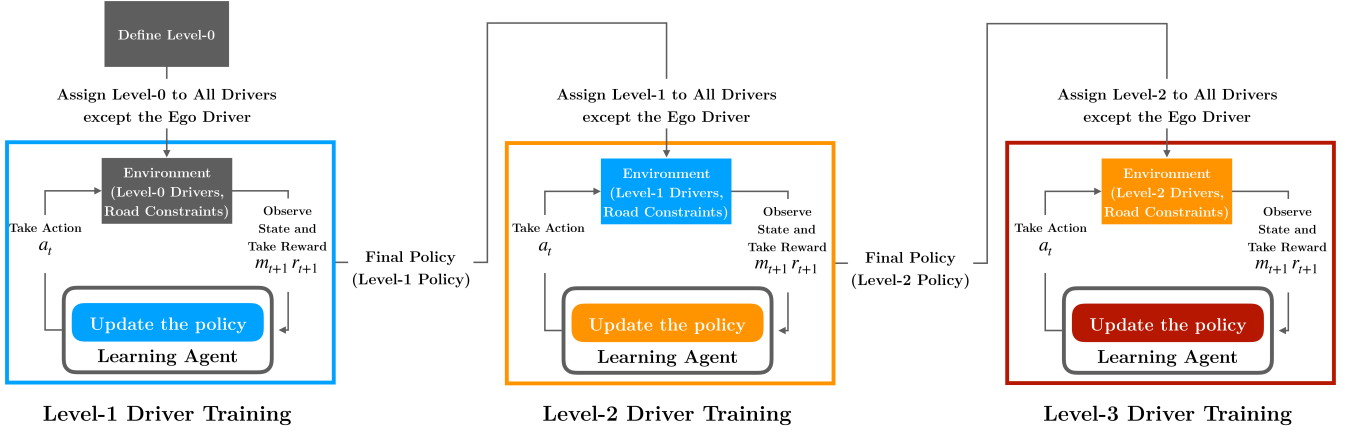 Define Level-0
Assign Level-0 to All Drivers
except the Ego Driver
Environment
(Level-0 Drivers,
Road Constraints)
Take Action
a_t
Observe
State and
Take Reward
m_{t+1} r_{t+1}
Update the policy
Learning Agent
Level-1 Driver Training
Final Policy
(Level-1 Policy)
Assign Level-1 to All Drivers
except the Ego Driver
Environment
(Level-1 Drivers,
Road Constraints)
Take Action
a_t
Observe
State and
Take Reward
m_{t+1} r_{t+1}
Update the policy
Learning Agent
Level-2 Driver Training
Final Policy
(Level-2 Policy)
Assign Level-2 to All Drivers
except the Ego Driver
Environment
(Level-2 Drivers,
Road Constraints)
Take Action
a_t
Observe
State and
Take Reward
m_{t+1} r_{t+1}
Update the policy
Learning Agent
Level-3 Driver Training